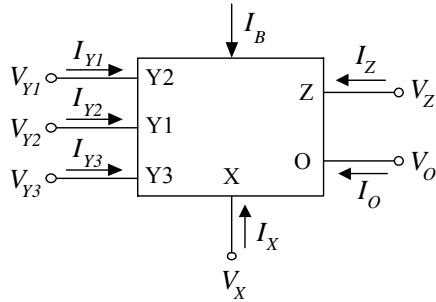 I_B
I_Y1
I_Z
V_Y1
Y2
Z
V_Z
I_Y2
V_Y2
Y1
I_Y3
O
V_O
V_Y3
Y3
X
I_O
I_X
V_X